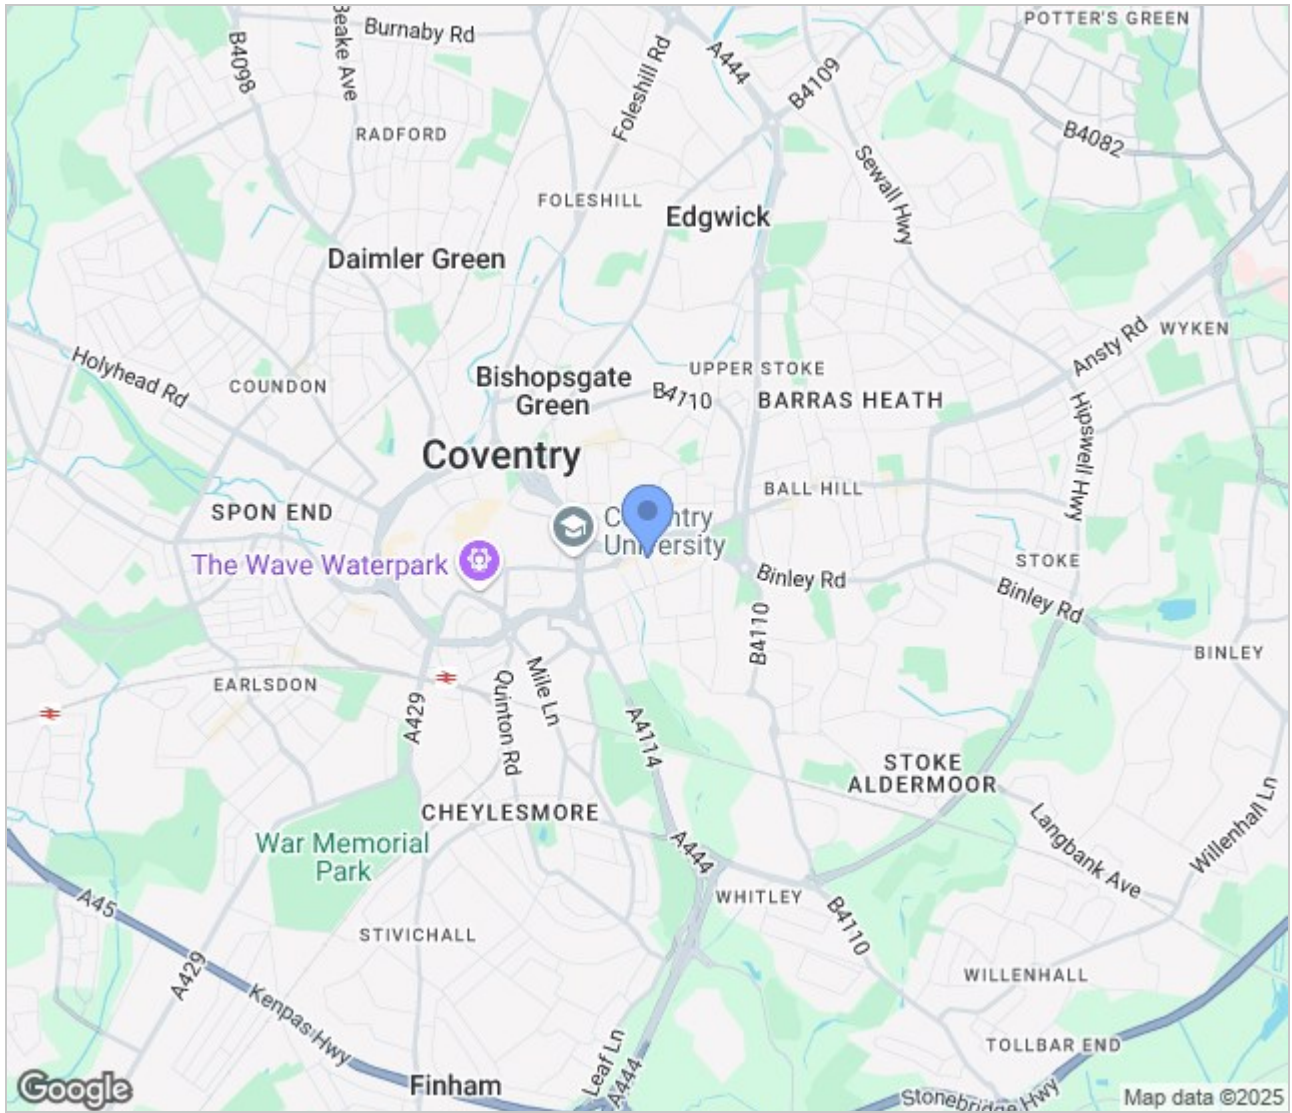 POTTER'S GREEN
Burnaby Rd
Beake Ave
B4098
Foleshill Rd
A444
B4109
B4082
RADFORD
Sewall Hwy
FOLESHILL
Edgwick
Daimler Green
Ansty Rd
WYKEN
Holyhead Rd
COUNDON
Bishopsgate
Green
B4110
UPPER STOKE
BARRAS HEATH
Hipswell Hwy
Coventry
BALL HILL
SPON END
University
The Wave Waterpark
Binley Rd
STOKE
Binley Rd
B4110
BINLEY
EARLSDON
A429
Quinton Rd
Mile Ln
A4114
STOKE
ALDERMOOR
CHEYLESMORE
Langbank Ave
Willenhall Ln
War Memorial
Park
A444
WHITLEY
B4110
A45
STIVICHALL
A429
WILLENHALL
Kenpas Hwy
TOLLBAR END
Leaf Ln
A444
Finham
Stonebridge Hwy
Google
Map data ©2025